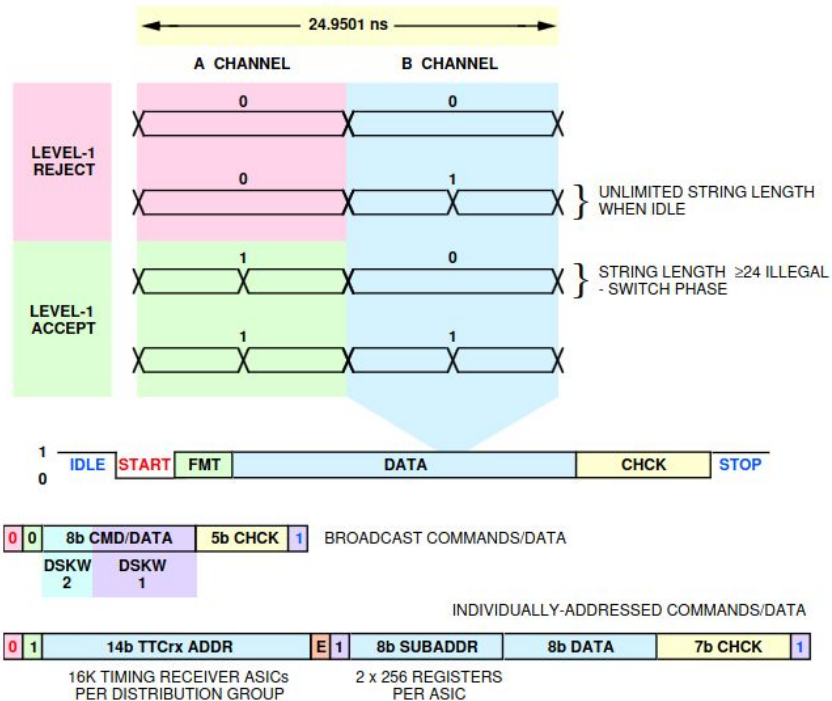 24.9501 ns
A CHANNEL B CHANNEL
0 0
LEVEL-1
REJECT
0 1
UNLIMITED STRING LENGTH
WHEN IDLE
1 0
STRING LENGTH ≥24 ILLEGAL
- SWITCH PHASE
LEVEL-1
ACCEPT
1 1
1
0
IDLE START FMT DATA CHCK STOP
0 0 8b CMD/DATA 5b CHCK 1 BROADCAST COMMANDS/DATA
DSKW DSKW
2 1
INDIVIDUALLY-ADDRESSED COMMANDS/DATA
0 1 14b TTCrx ADDR E 1 8b SUBADDR 8b DATA 7b CHCK 1
16K TIMING RECEIVER ASICs
PER DISTRIBUTION GROUP
2 x 256 REGISTERS
PER ASIC